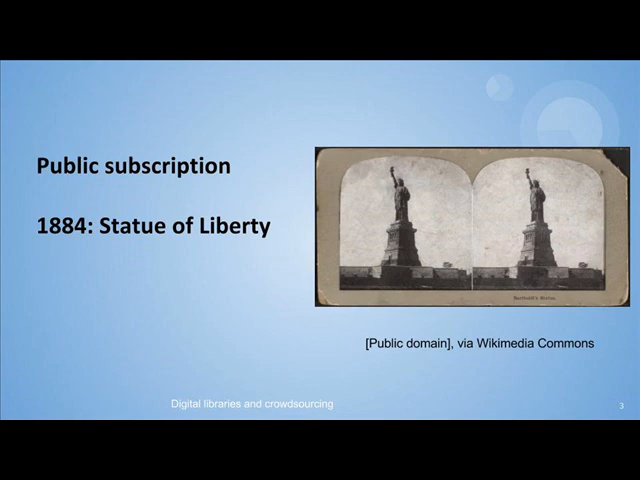 Public subscription
1884: Statue of Liberty
[Public domain], via Wikimedia Commons
Digital libraries and crowdsourcing
3